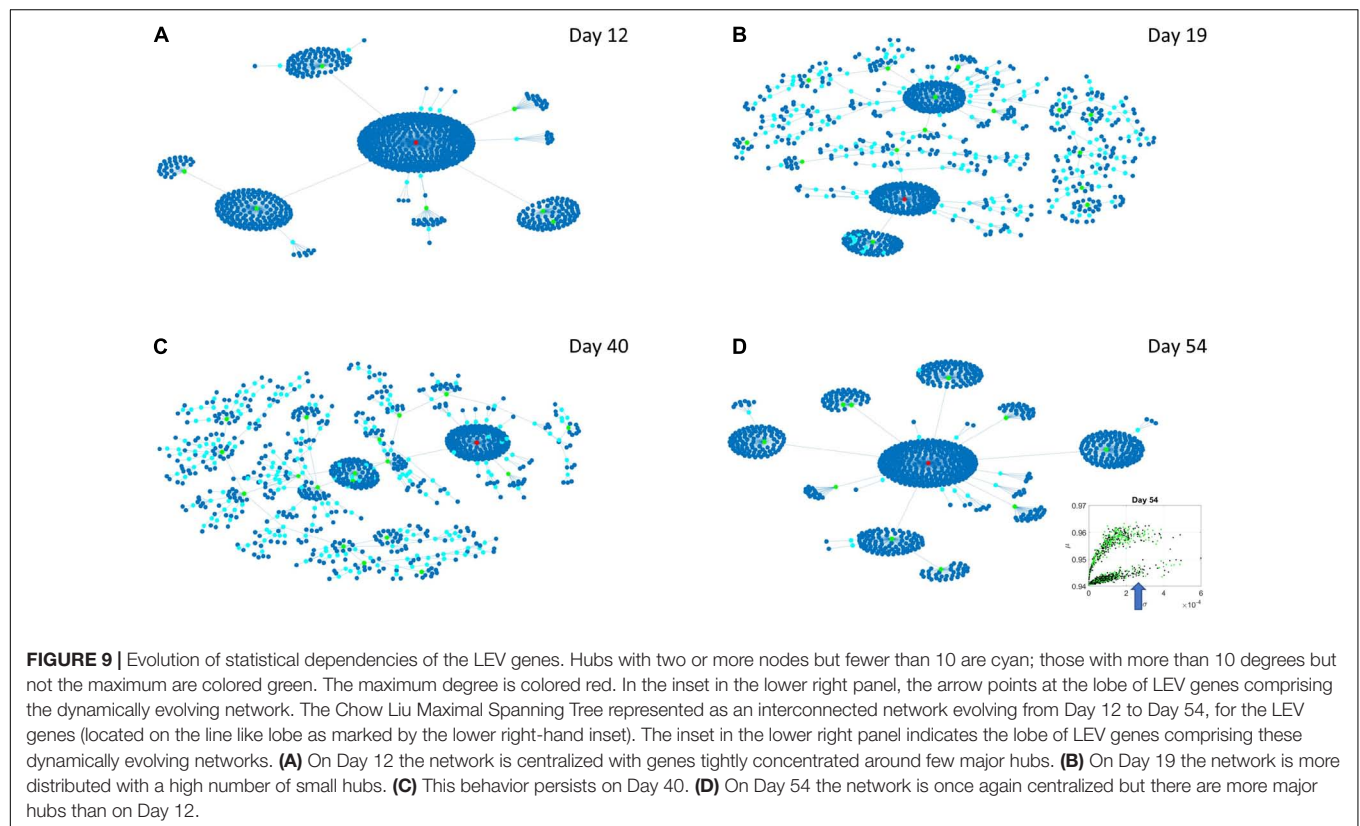 A
Day 12
B
Day 19
C
Day 40
D
Day 54
Day 54
0.97
0.96
μ
0.95
0.94
0
2
4
6
σ
×10⁻⁴
FIGURE 9 | Evolution of statistical dependencies of the LEV genes. Hubs with two or more nodes but fewer than 10 are cyan; those with more than 10 degrees but
not the maximum are colored green. The maximum degree is colored red. In the inset in the lower right panel, the arrow points at the lobe of LEV genes comprising
the dynamically evolving network. The Chow Liu Maximal Spanning Tree represented as an interconnected network evolving from Day 12 to Day 54, for the LEV
genes (located on the line like lobe as marked by the lower right-hand inset). The inset in the lower right panel indicates the lobe of LEV genes comprising these
dynamically evolving networks. (A) On Day 12 the network is centralized with genes tightly concentrated around few major hubs. (B) On Day 19 the network is more
distributed with a high number of small hubs. (C) This behavior persists on Day 40. (D) On Day 54 the network is once again centralized but there are more major
hubs than on Day 12.